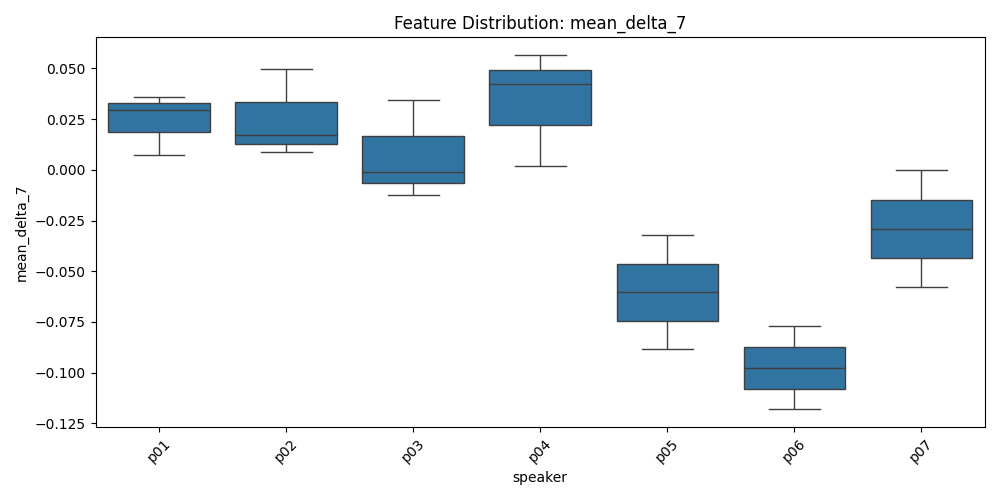 Feature Distribution: mean_delta_7
mean_delta_7
0.050
0.025
0.000
−0.025
−0.050
−0.075
−0.100
−0.125
p01 p02 p03 p04 p05 p06 p07
speaker